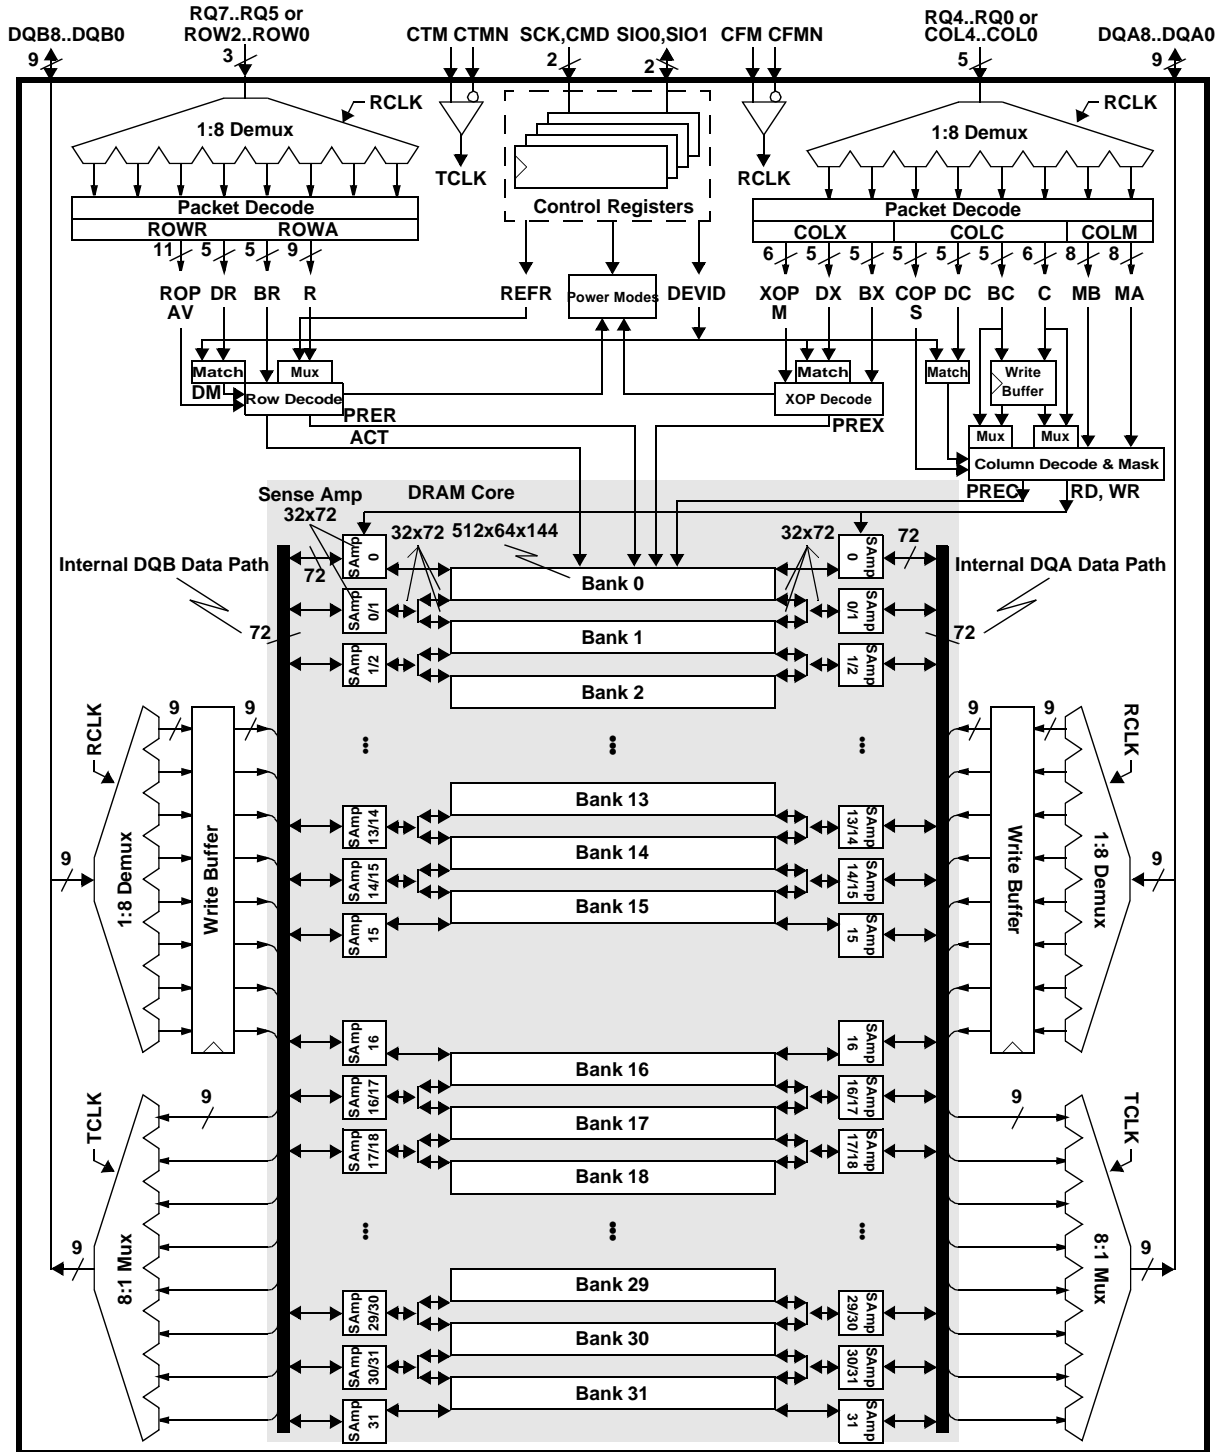 RQ7..RQ5 or
DQB8..DQB0 ROW2..ROW0 CTM CTMN SCK,CMD SIO0,SIO1 CFM CFMN
RQ4..RQ0 or
COL4..COL0 DQA8..DQA0
9 3 2 2 5 9
RCLK RCLK
1:8 Demux 1:8 Demux
TCLK RCLK
Control Registers
Packet Decode Packet Decode
ROWR ROWA COLX COLC COLM
11 5 5 9 6 5 5 5 5 5 6 8 8
ROP DR BR R REFR Power Modes DEVID XOP DX BX COP DC BC C MB MA
AV M S
Match Mux Match Match Write
Buffer
DM Row Decode XOP Decode
PRER PREX
ACT
Mux Mux
Column Decode & Mask
PREC RD, WR
Sense Amp DRAM Core
32x72 32x72 512x64x144 32x72
Internal DQB Data Path Internal DQA Data Path
72 72
72 72
SAmp 0 Bank 0 SAmp 0
SAmp 0/1 Bank 1 SAmp 0/1
SAmp 1/2 Bank 2 SAmp 1/2
RCLK 9 9 9 9 RCLK
SAmp 13/14 Bank 13 SAmp 13/14
SAmp 14/15 Bank 14 SAmp 14/15
SAmp 15 Bank 15 SAmp 15
9 1:8 Demux Write Buffer Write Buffer 1:8 Demux 9
SAmp 16 Bank 16 SAmp 16
SAmp 16/17 Bank 17 SAmp 16/17
SAmp 17/18 Bank 18 SAmp 17/18
TCLK 9 9 TCLK
9 8:1 Mux 8:1 Mux 9
SAmp 29/30 Bank 29 SAmp 29/30
SAmp 30/31 Bank 30 SAmp 30/31
SAmp 31 Bank 31 SAmp 31